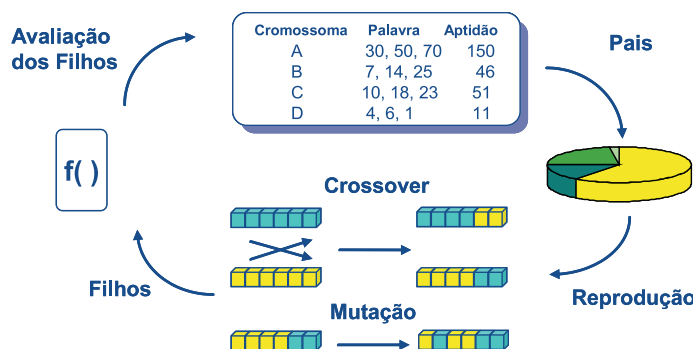 Avaliação
dos Filhos
Cromossoma Palavra Aptidão
A 30, 50, 70 150
B 7, 14, 25 46
C 10, 18, 23 51
D 4, 6, 1 11
Pais
f( )
Crossover
Filhos
Reprodução
Mutação